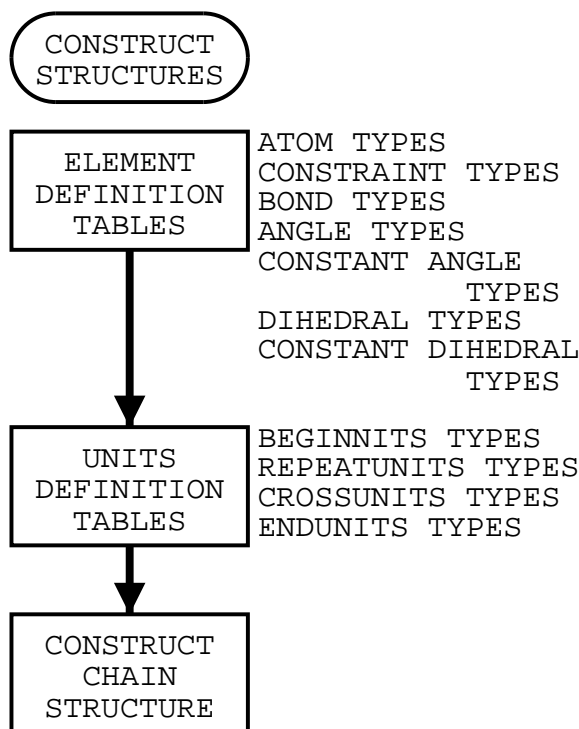 CONSTRUCT
STRUCTURES
ELEMENT
DEFINITION
TABLES
ATOM TYPES
CONSTRAINT TYPES
BOND TYPES
ANGLE TYPES
CONSTANT ANGLE
TYPES
DIHEDRAL TYPES
CONSTANT DIHEDRAL
TYPES
UNITS
DEFINITION
TABLES
BEGINNITS TYPES
REPEATUNITS TYPES
CROSSUNITS TYPES
ENDUNITS TYPES
CONSTRUCT
CHAIN
STRUCTURE